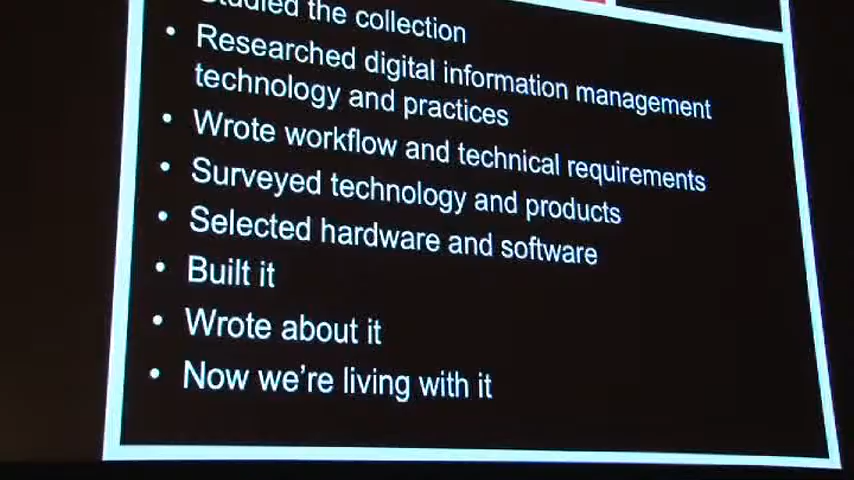 Studied the collection
• Researched digital information management
technology and practices
• Wrote workflow and technical requirements
• Surveyed technology and products
• Selected hardware and software
• Built it
• Wrote about it
• Now we're living with it